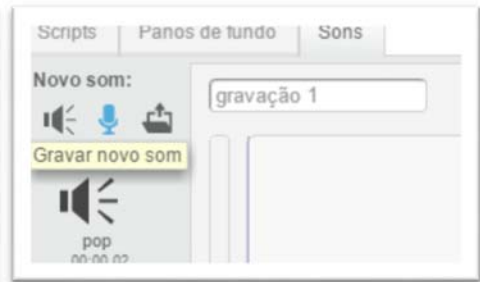 Scripts Panos de fundo Sons
Novo som:
gravação 1
Gravar novo som
pop
00:00.02